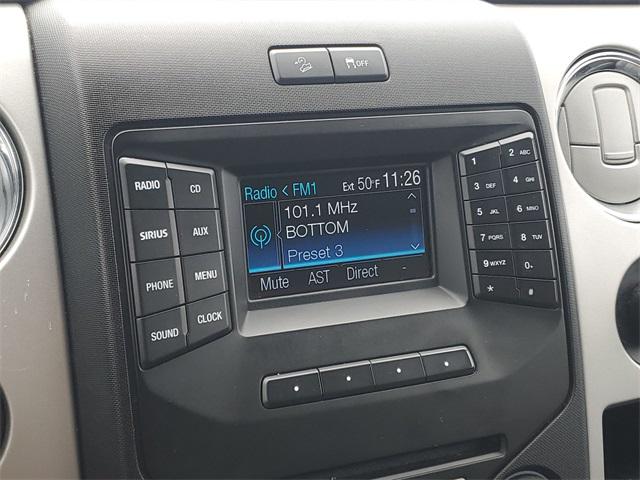 OFF
RADIO
CD
SIRIUS
AUX
PHONE
MENU
SOUND
CLOCK
Radio < FM1 Ext 50°F 11:26
101.1 MHz
BOTTOM
Preset 3
Mute AST Direct -
1
2 ABC
3 DEF
4 GHI
5 JKL
6 MNO
7 PQRS
8 TUV
9 WXYZ
0+
*
#